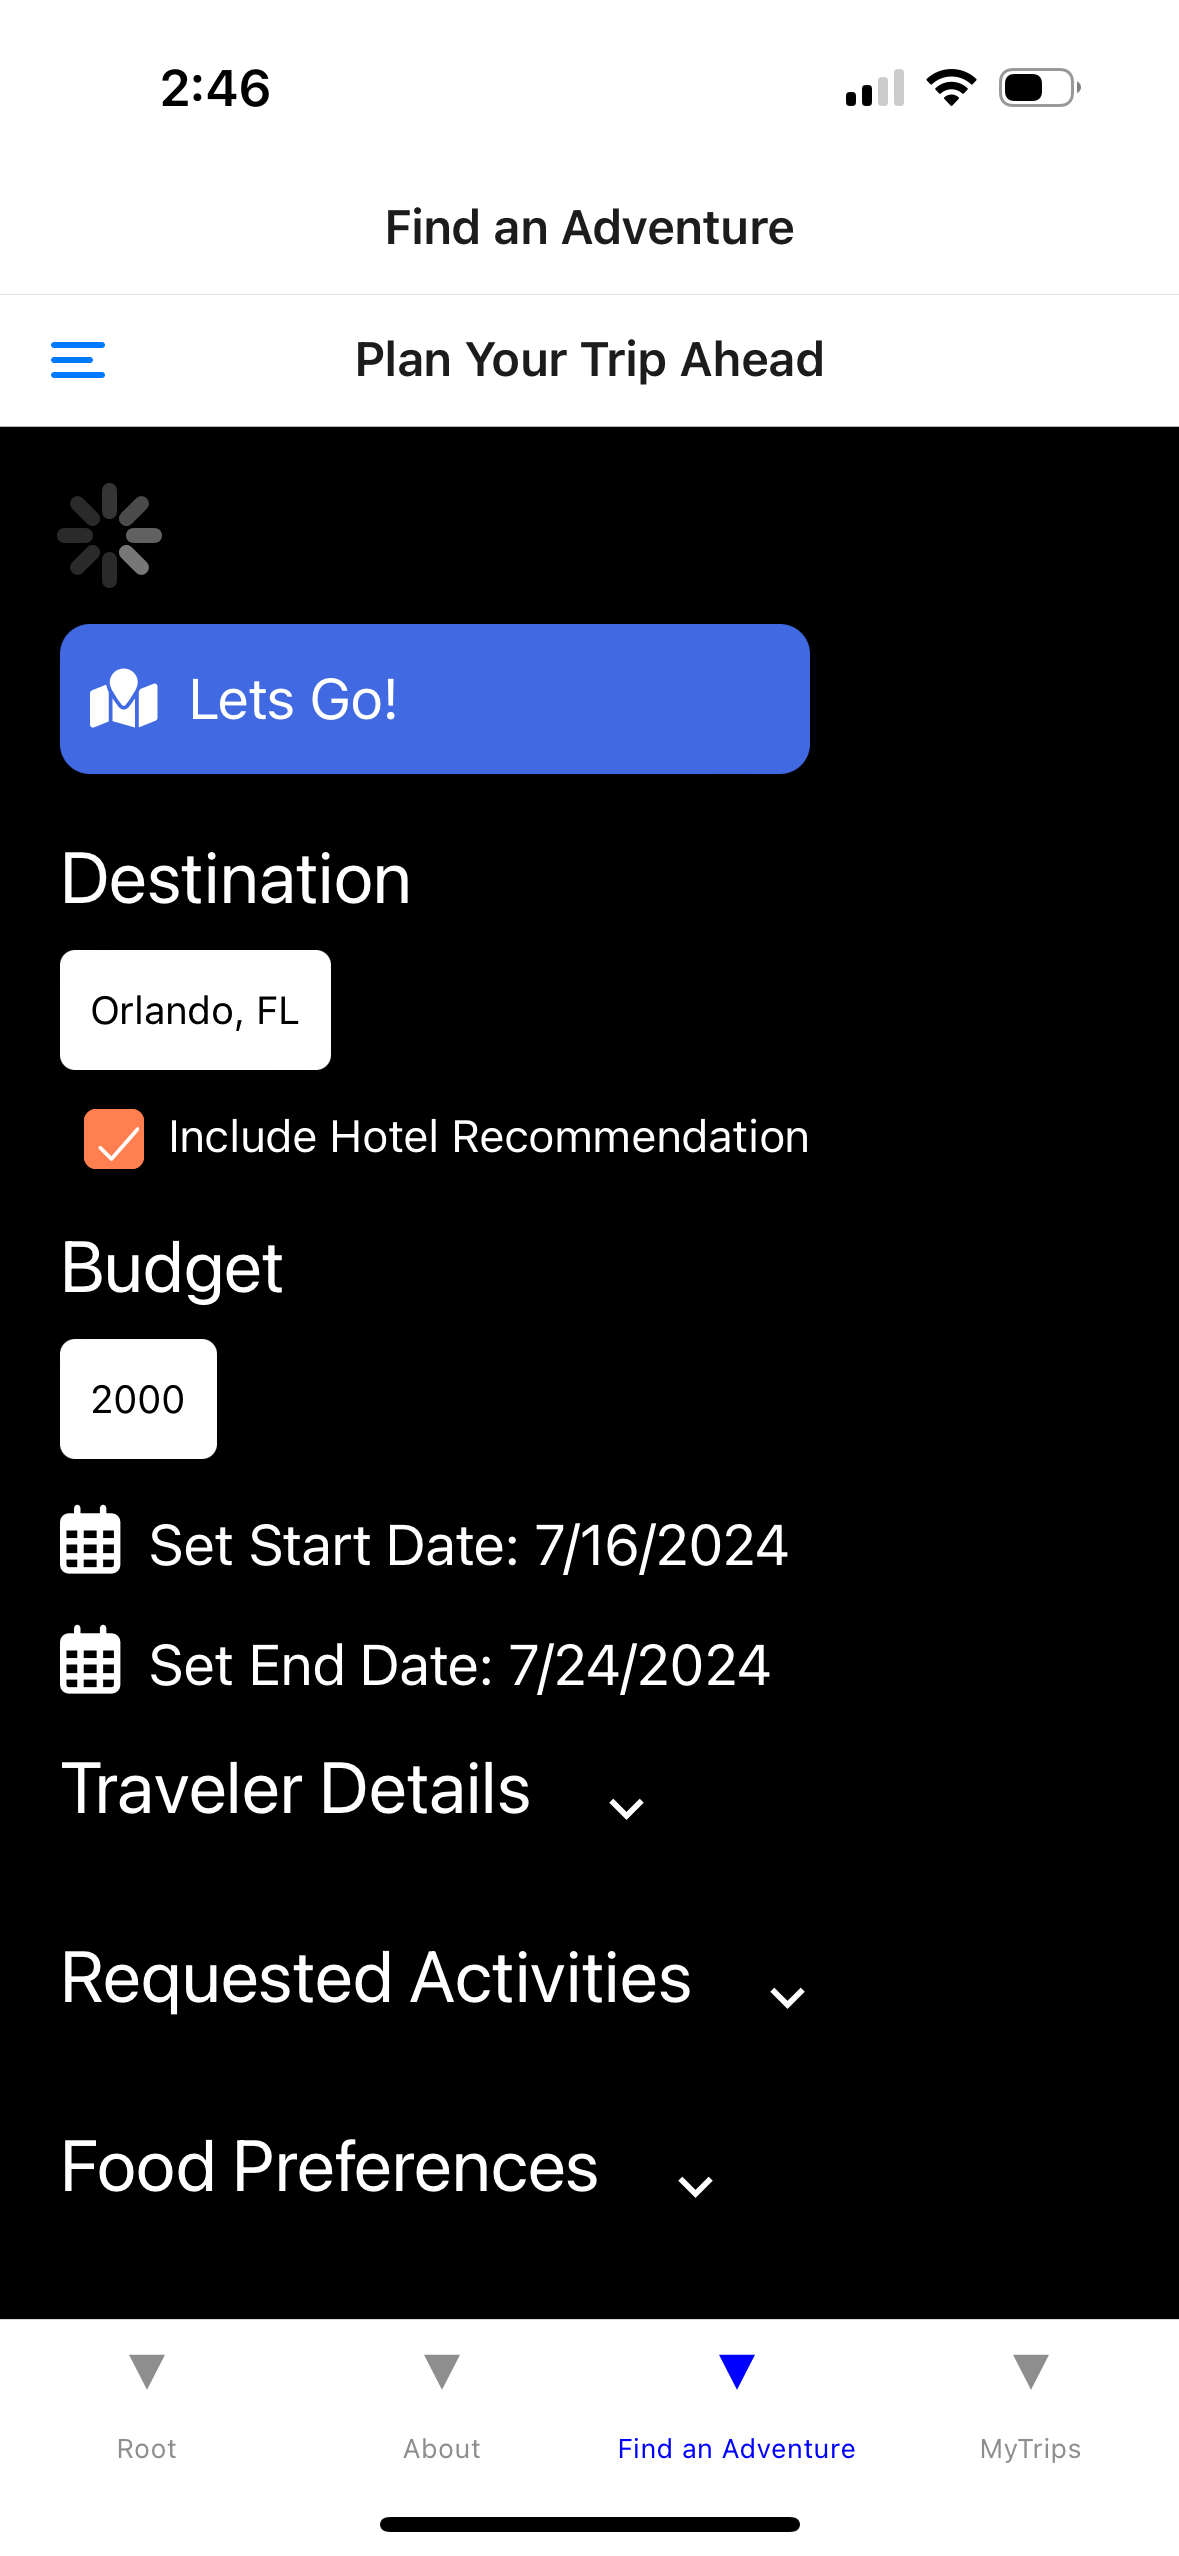 2:46
Find an Adventure
Plan Your Trip Ahead
Lets Go!
Destination
Orlando, FL
Include Hotel Recommendation
Budget
2000
Set Start Date: 7/16/2024
Set End Date: 7/24/2024
Traveler Details
Requested Activities
Food Preferences
Root About Find an Adventure MyTrips